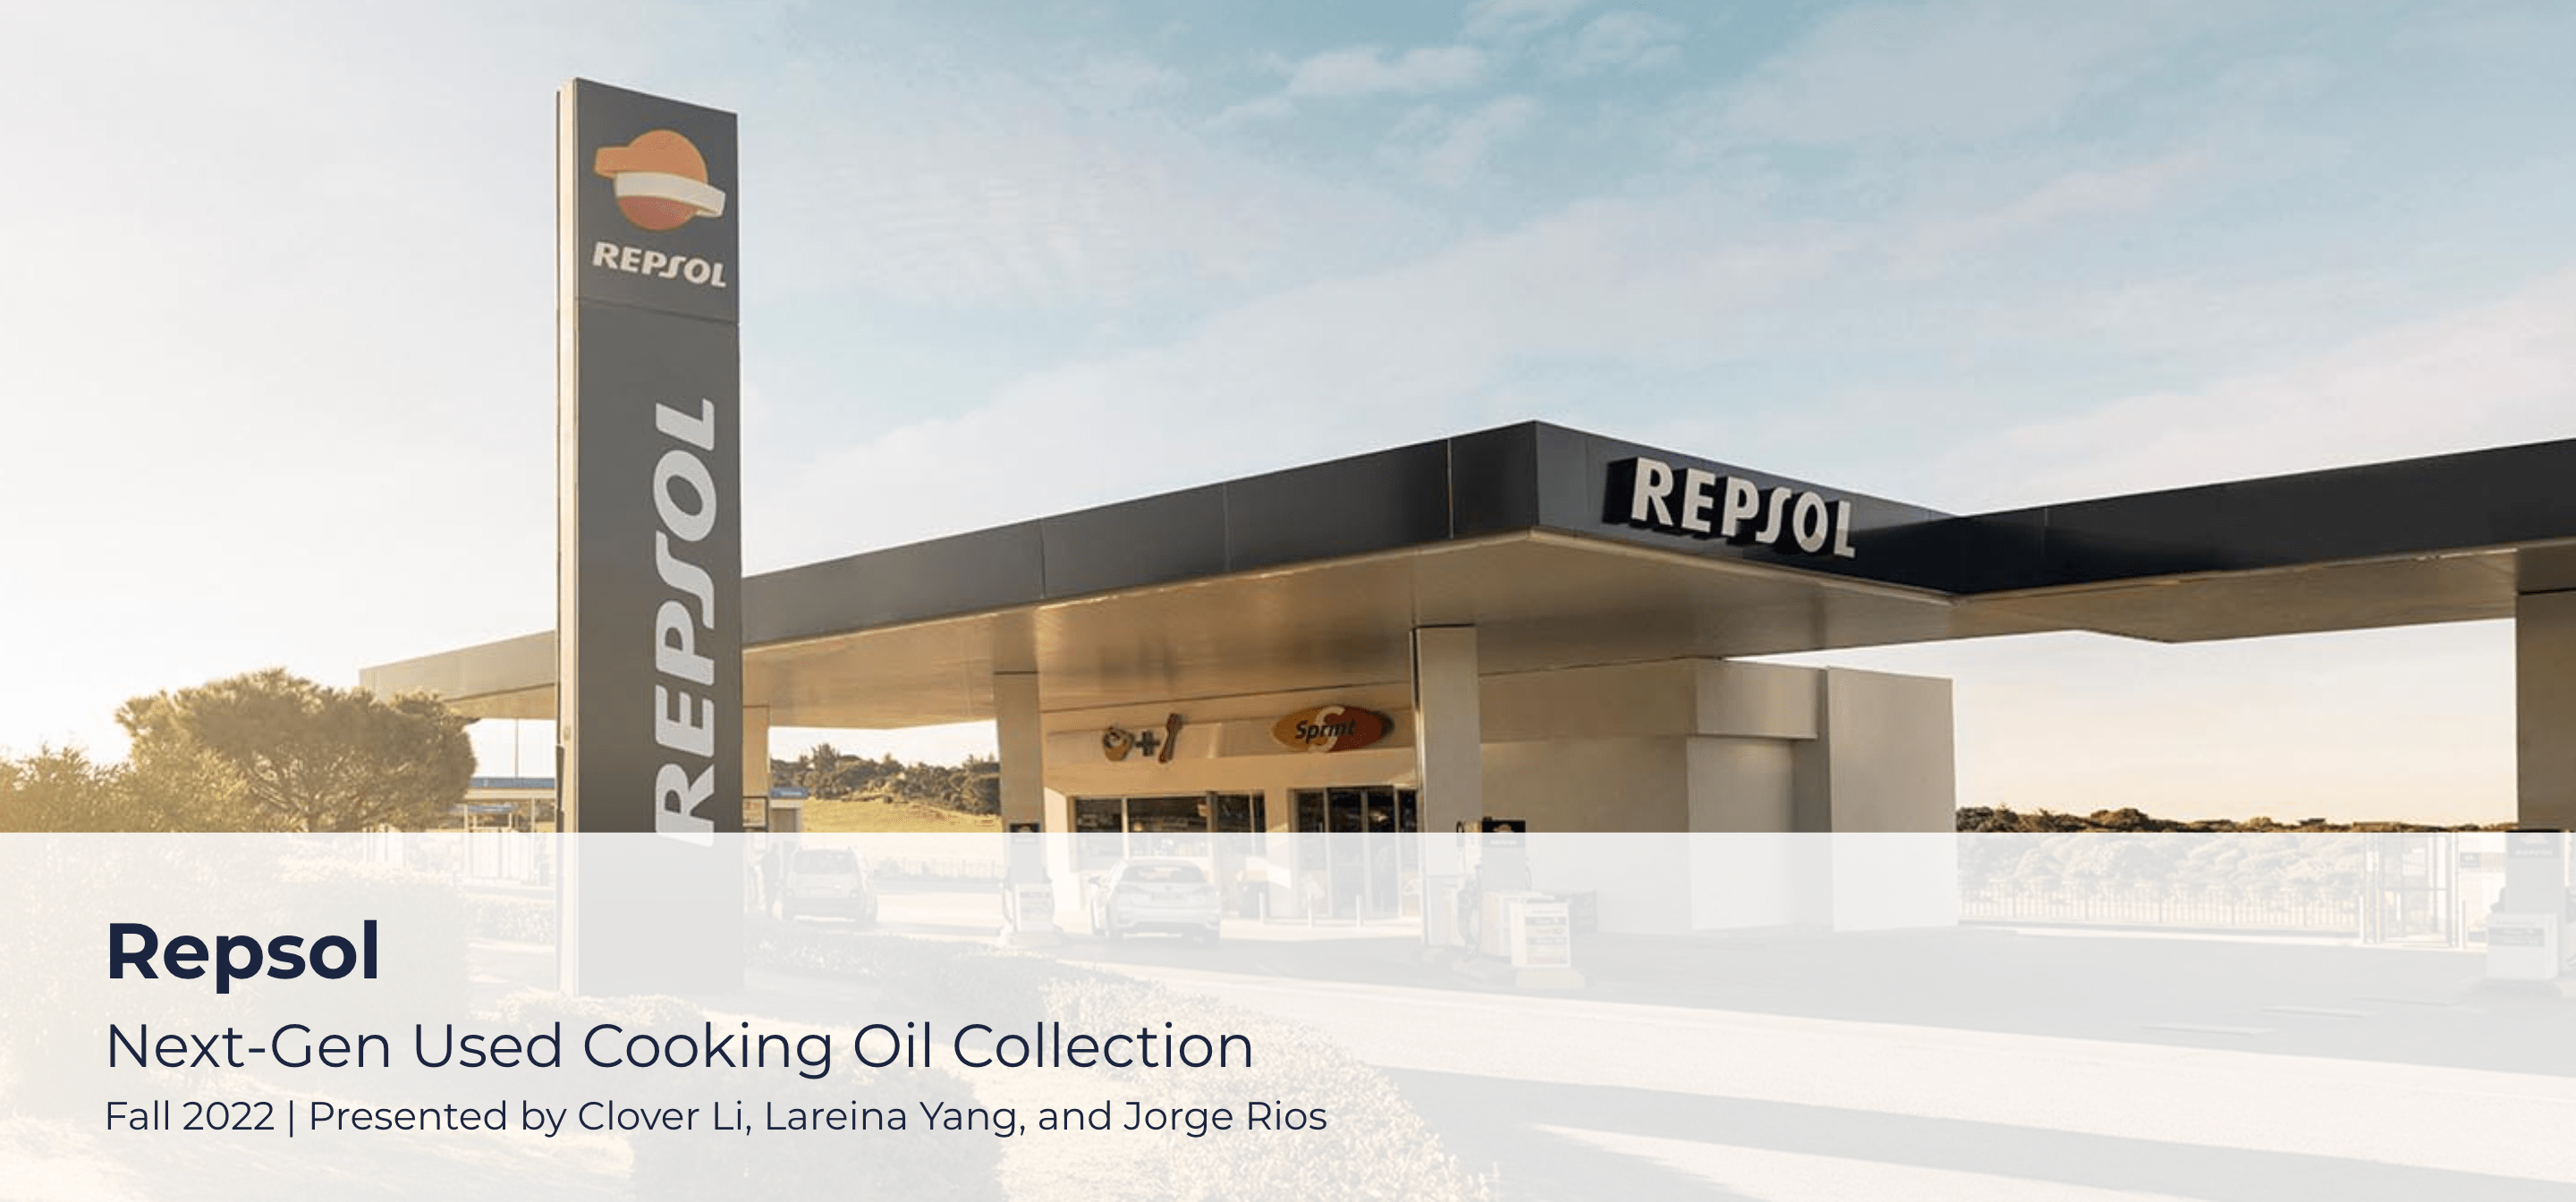 REPSOL
REPSOL
REPSOL
Sprint
Repsol
Next-Gen Used Cooking Oil Collection
Fall 2022 | Presented by Clover Li, Lareina Yang, and Jorge Rios